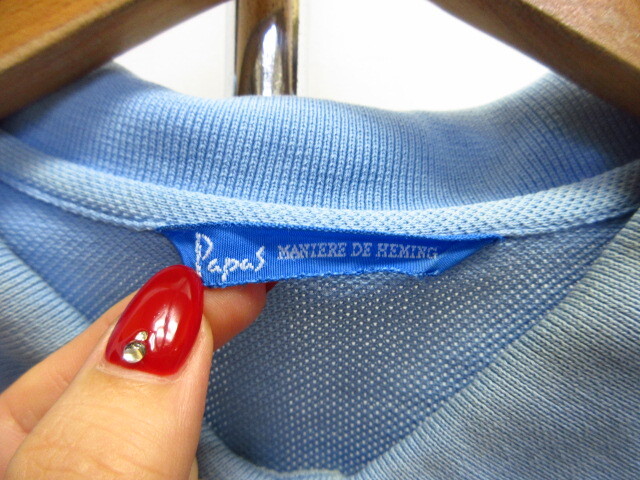 Papas MANIERE DE HEMING